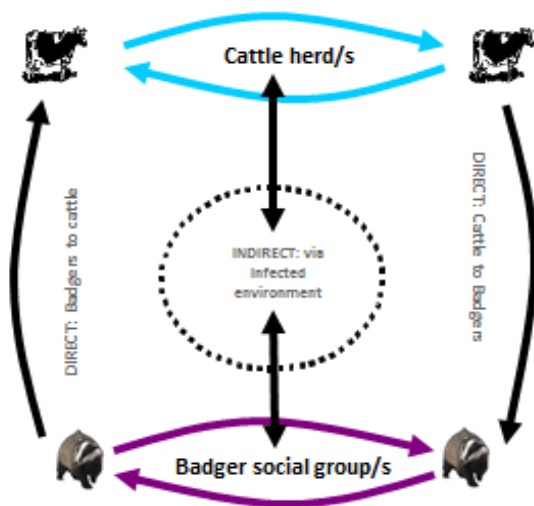 Cattle herd/s
DIRECT: Badgers to cattle
DIRECT: Cattle to Badgers
INDIRECT: via
Infected
environment
Badger social group/s